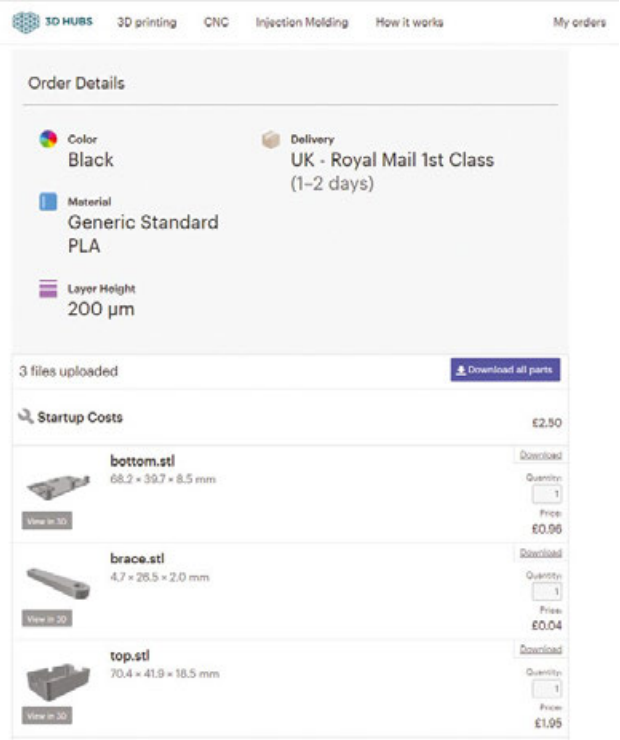 3D HUBS 3D printing CNC Injection Molding How it works My orders
Order Details
Color
Black
Delivery
UK - Royal Mail 1st Class
(1–2 days)
Material
Generic Standard
PLA
Layer Height
200 µm
3 files uploaded
Download all parts
Startup Costs £2.50
bottom.stl
68.2 × 39.7 × 8.5 mm
View in 3D
Download
Quantity:
1
Price:
£0.96
brace.stl
4.7 × 26.5 × 2.0 mm
View in 3D
Download
Quantity:
1
Price:
£0.04
top.stl
70.4 × 41.9 × 18.5 mm
View in 3D
Download
Quantity:
1
Price:
£1.95